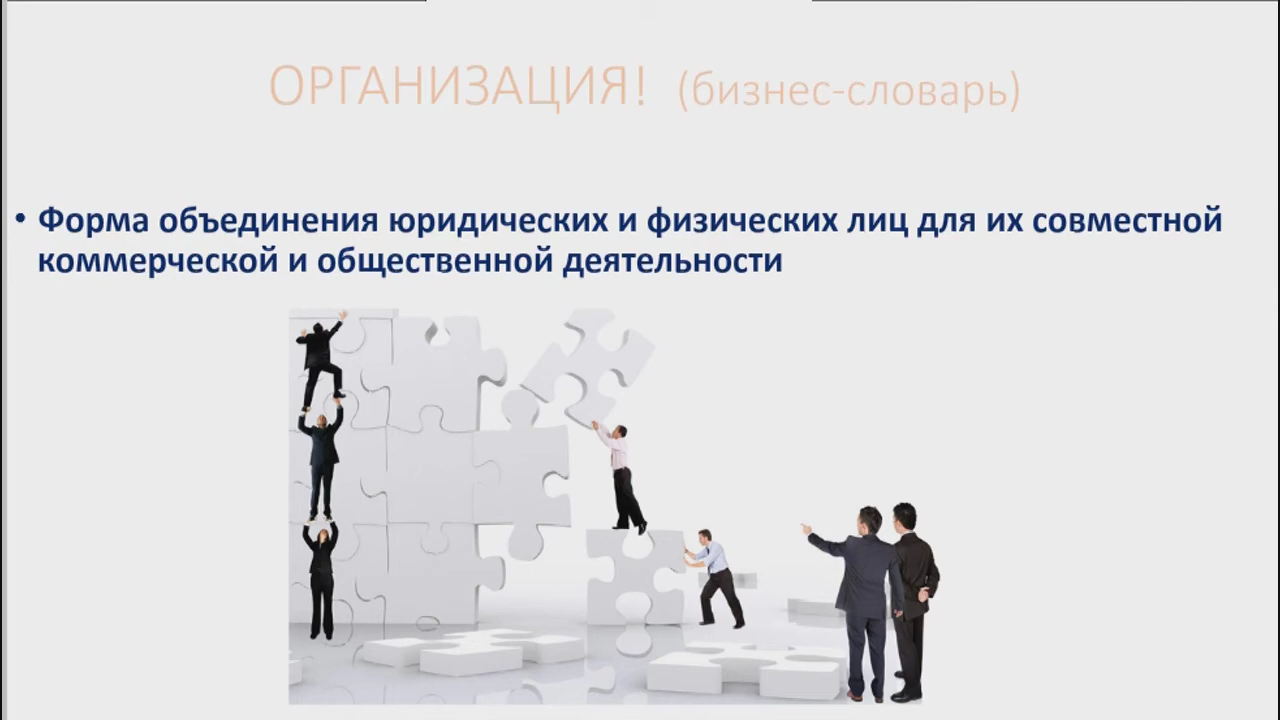 ОРГАНИЗАЦИЯ! (бизнес-словарь)
• Форма объединения юридических и физических лиц для их совместной
коммерческой и общественной деятельности